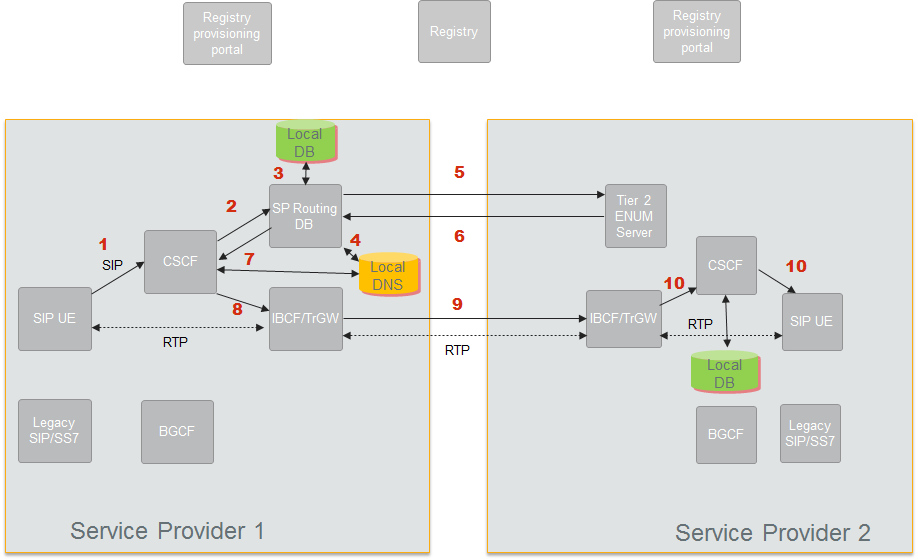 Registry
provisioning
portal
Registry
Registry
provisioning
portal
Local
DB
3
SP Routing
DB
2
1
SIP
CSCF
7
4
Local
DNS
SIP UE
8
IBCF/TrGW
RTP
Legacy
SIP/SS7
BGCF
Service Provider 1
5
6
9
RTP
Tier 2
ENUM
Server
CSCF
10
10
IBCF/TrGW
RTP
SIP UE
Local
DB
BGCF
Legacy
SIP/SS7
Service Provider 2